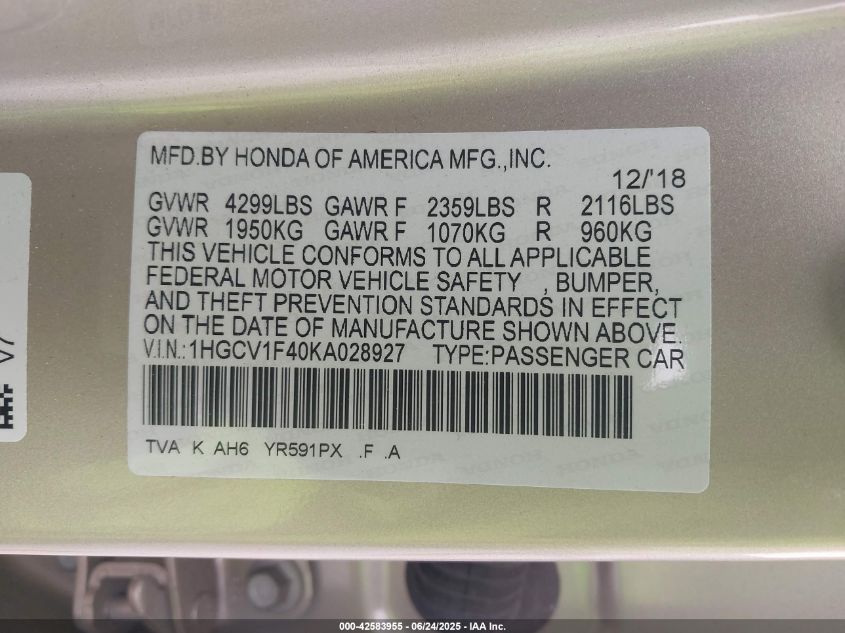 MFD.BY HONDA OF AMERICA MFG.,INC.
12/'18
GVWR 4299LBS GAWR F 2359LBS R 2116LBS
GVWR 1950KG GAWR F 1070KG R 960KG
THIS VEHICLE CONFORMS TO ALL APPLICABLE
FEDERAL MOTOR VEHICLE SAFETY , BUMPER,
AND THEFT PREVENTION STANDARDS IN EFFECT
ON THE DATE OF MANUFACTURE SHOWN ABOVE.
V.I.N.:1HGCV1F40KA028927 TYPE:PASSENGER CAR
TVA K AH6 YR591PX .F .A
V7
000-42583955 - 06/24/2025 - IAA Inc.